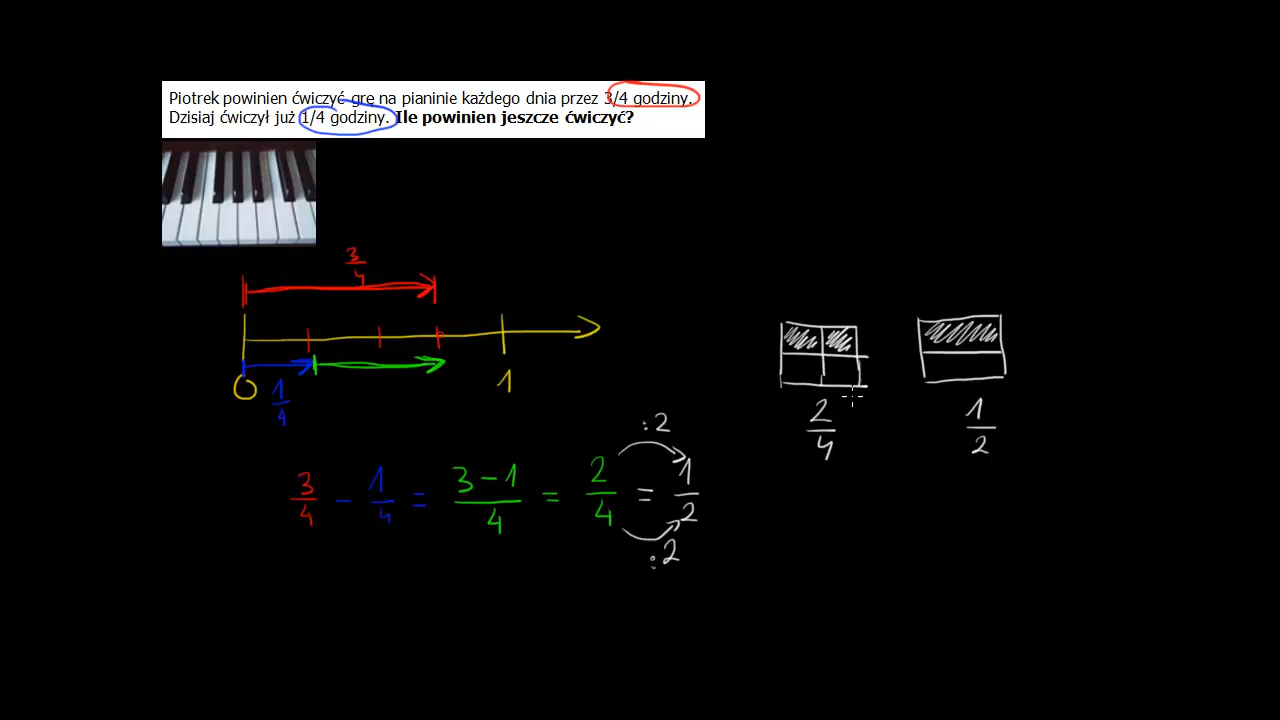 Piotrek powinien ćwiczyć grę na pianinie każdego dnia przez 3/4 godziny.
Dzisiaj ćwiczył już 1/4 godziny. Ile powinien jeszcze ćwiczyć?
3/4
0 1/4 1
3/4 - 1/4 = (3-1)/4 = 2/4 = 1/2
:2
:2
2/4 1/2